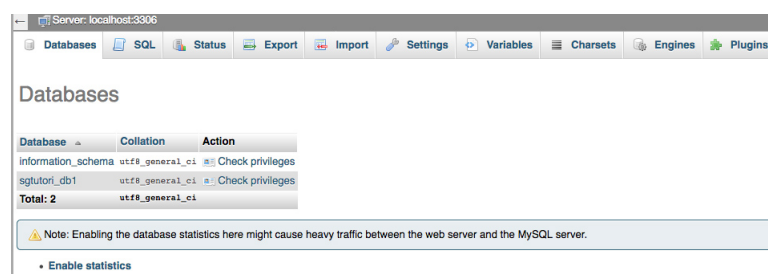 Server: localhost:3306
Databases SQL Status Export Import Settings Variables Charsets Engines Plugins
Databases
Database Collation Action
information_schema utf8_general_ci Check privileges
sgtutori_db1 utf8_general_ci Check privileges
Total: 2 utf8_general_ci
Note: Enabling the database statistics here might cause heavy traffic between the web server and the MySQL server.
• Enable statistics